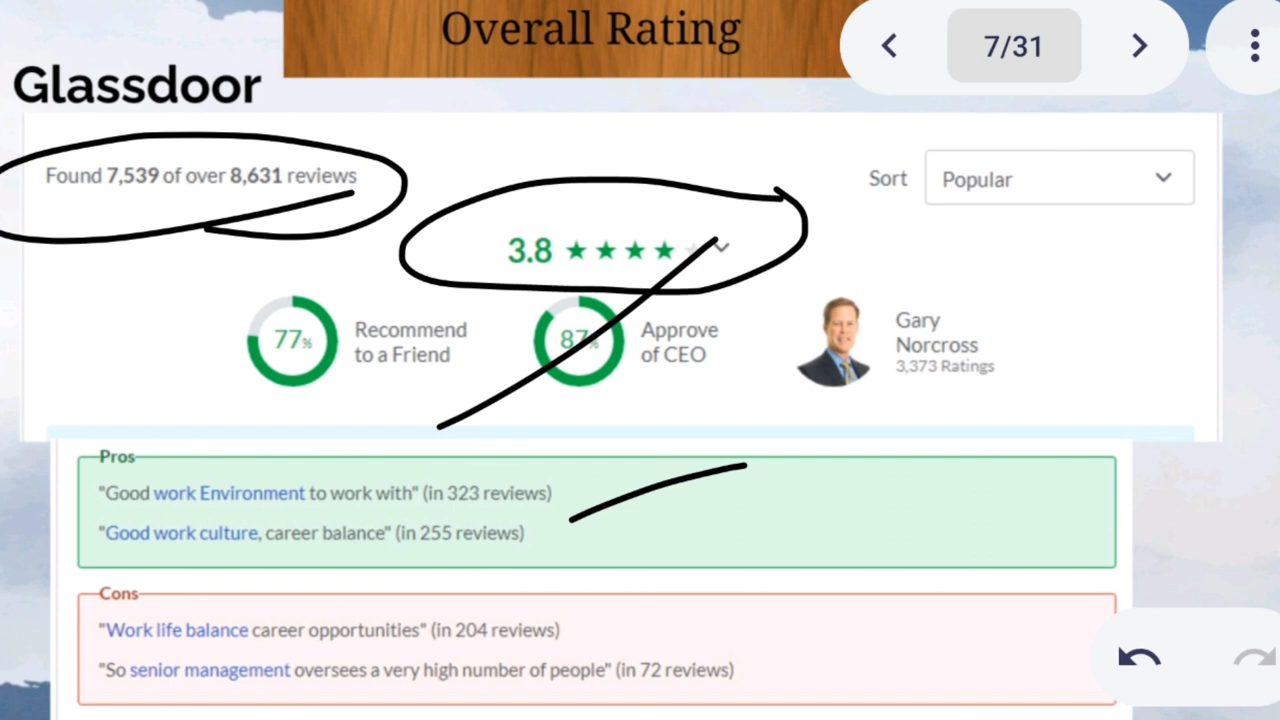 Overall Rating
7/31
Glassdoor
Found 7,539 of over 8,631 reviews
Sort
Popular
3.8
77%
Recommend
to a Friend
87%
Approve
of CEO
Gary
Norcross
3,373 Ratings
Pros
"Good work Environment to work with" (in 323 reviews)
"Good work culture, career balance" (in 255 reviews)
Cons
"Work life balance career opportunities" (in 204 reviews)
"So senior management oversees a very high number of people" (in 72 reviews)